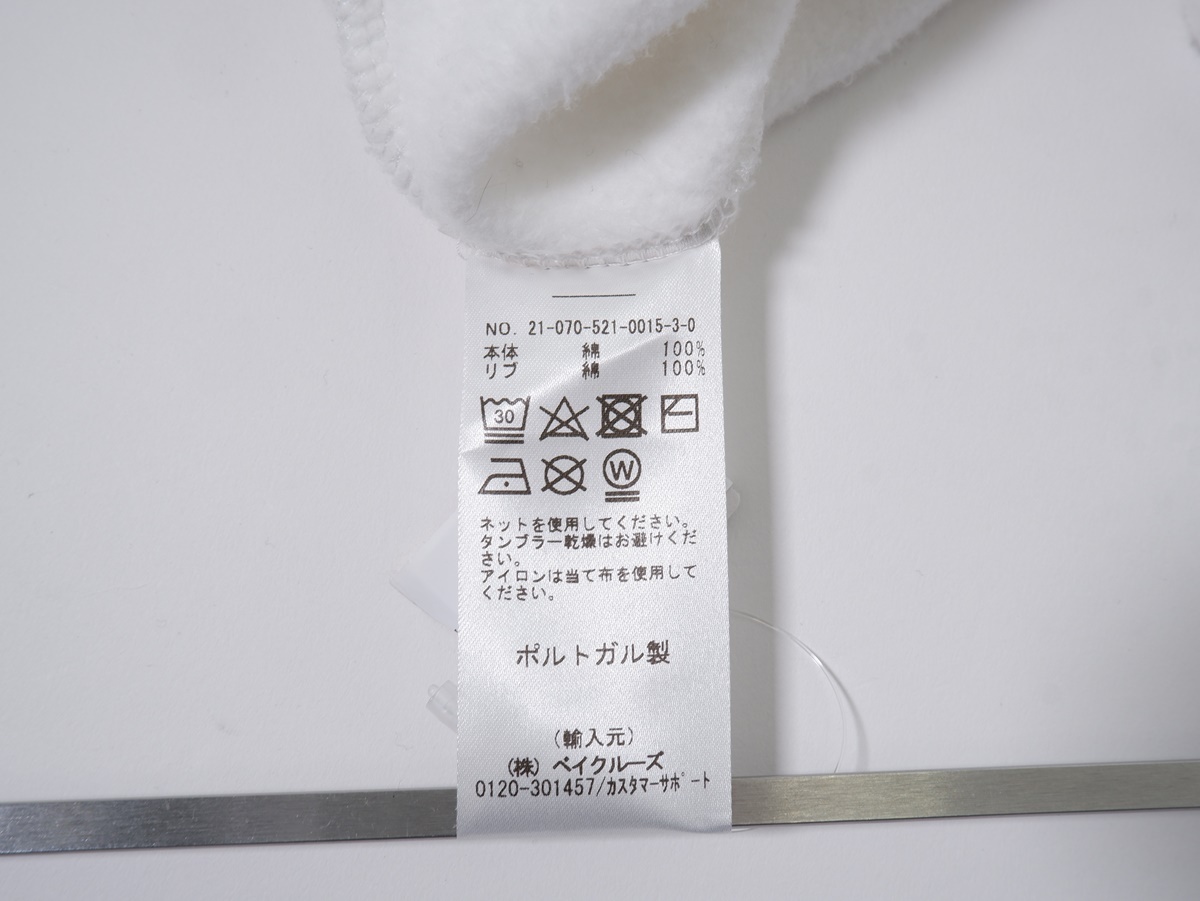 NO. 21-070-521-0015-3-0
本体 綿 100%
リブ 綿 100%
30
W
ネットを使用してください。
タンブラー乾燥はお避けくだ
さい。
アイロンは当て布を使用して
ください。
ポルトガル製
(輸入元)
(株) ベイクルーズ
0120-301457/カスタマーサポート